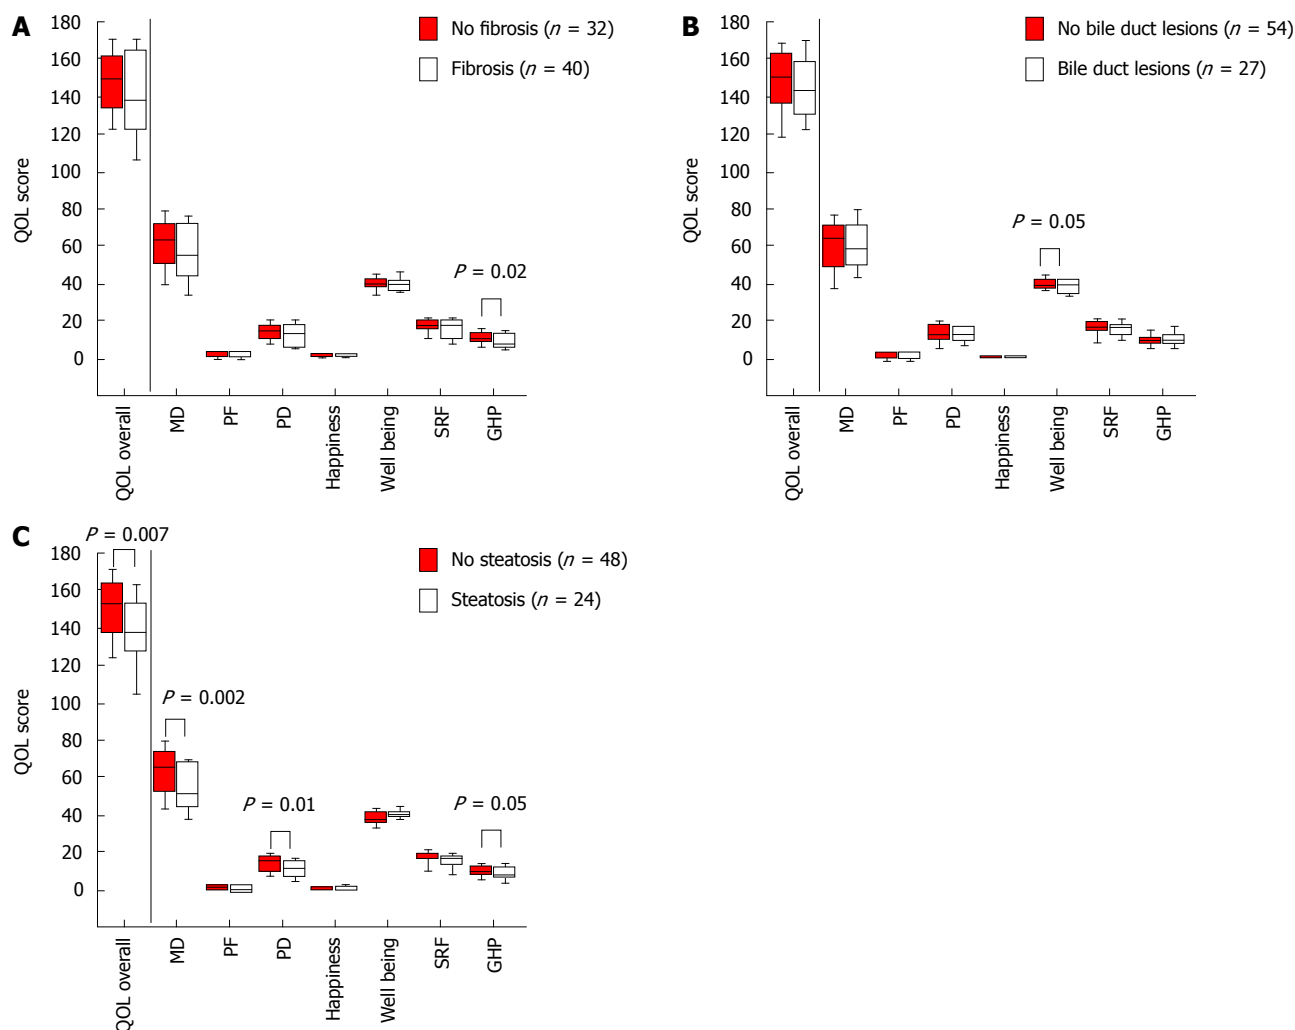 A
No fibrosis (n = 32)
Fibrosis (n = 40)
QOL score
180
160
140
120
100
80
60
40
20
0
P = 0.02
QOL overall
MD
PF
PD
Happiness
Well being
SRF
GHP
B
No bile duct lesions (n = 54)
Bile duct lesions (n = 27)
QOL score
180
160
140
120
100
80
60
40
20
0
P = 0.05
QOL overall
MD
PF
PD
Happiness
Well being
SRF
GHP
C
No steatosis (n = 48)
Steatosis (n = 24)
QOL score
180
160
140
120
100
80
60
40
20
0
P = 0.007
P = 0.002
P = 0.01
P = 0.05
QOL overall
MD
PF
PD
Happiness
Well being
SRF
GHP